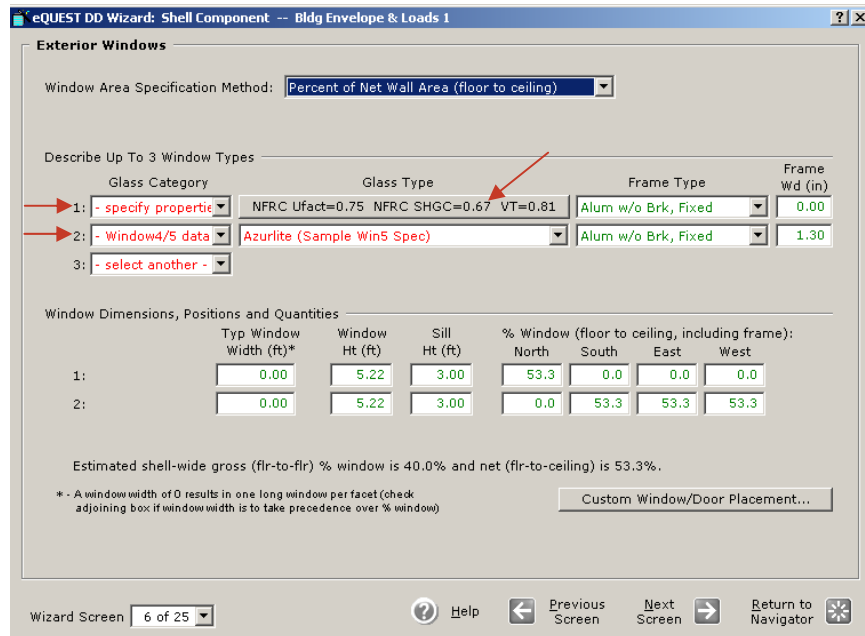 eQUEST DD Wizard: Shell Component -- Bldg Envelope & Loads 1
Exterior Windows
Window Area Specification Method: Percent of Net Wall Area (floor to ceiling)
Describe Up To 3 Window Types
Glass Category Glass Type Frame Type Frame Wd (in)
1: - specify propertie NFRC Ufact=0.75 NFRC SHGC=0.67 VT=0.81 Alum w/o Brk, Fixed 0.00
2: - Window4/5 data Azurlite (Sample Win5 Spec) Alum w/o Brk, Fixed 1.30
3: - select another -
Window Dimensions, Positions and Quantities
Typ Window Window Sill % Window (floor to ceiling, including frame):
Width (ft)* Ht (ft) Ht (ft) North South East West
1: 0.00 5.22 3.00 53.3 0.0 0.0 0.0
2: 0.00 5.22 3.00 0.0 53.3 53.3 53.3
Estimated shell-wide gross (flr-to-flr) % window is 40.0% and net (flr-to-ceiling) is 53.3%.
* - A window width of 0 results in one long window per facet (check
adjoining box if window width is to take precedence over % window)
Custom Window/Door Placement...
Wizard Screen 6 of 25 Help Previous Screen Next Screen Return to Navigator